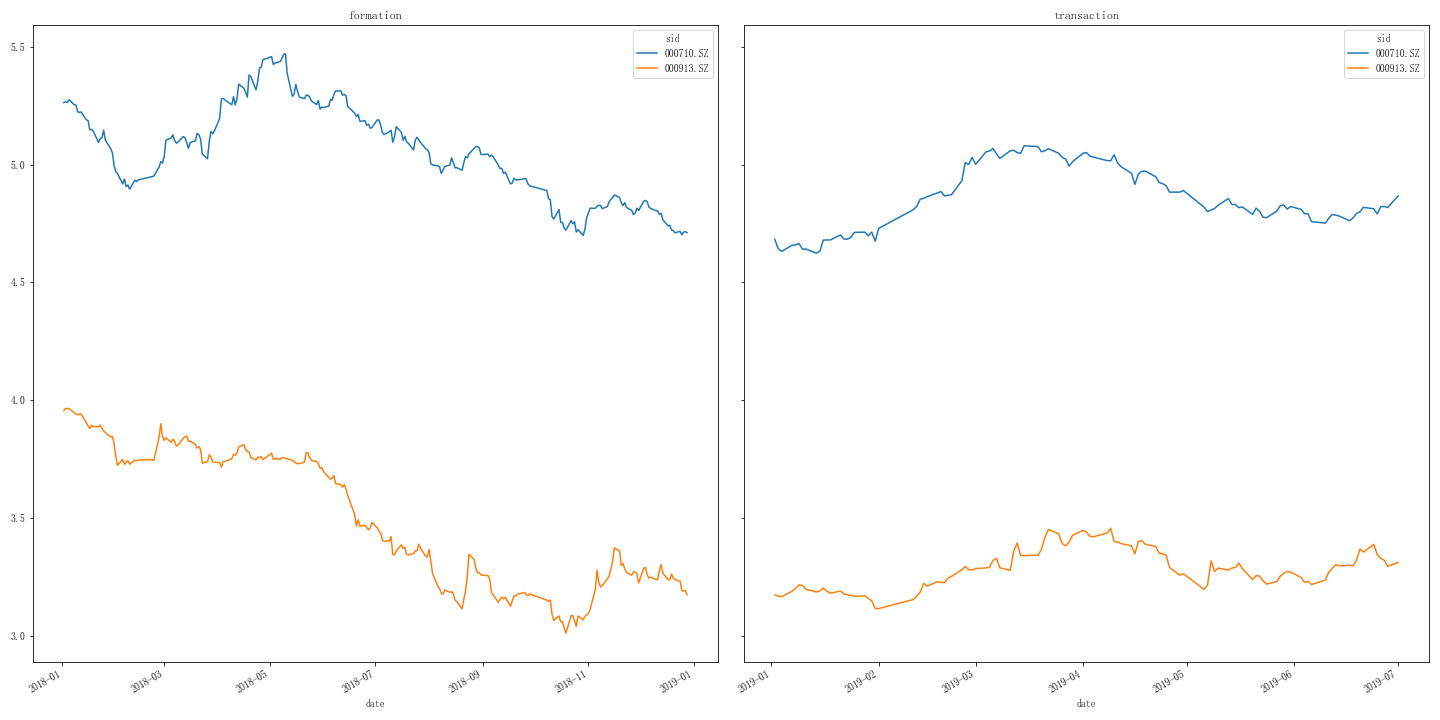 formation
sid
000710.SZ
000913.SZ
5.5
5.0
4.5
4.0
3.5
3.0
2018-01
2018-03
2018-05
2018-07
2018-09
2018-11
2019-01
date
transaction
sid
000710.SZ
000913.SZ
2019-01
2019-02
2019-03
2019-04
2019-05
2019-06
2019-07
date